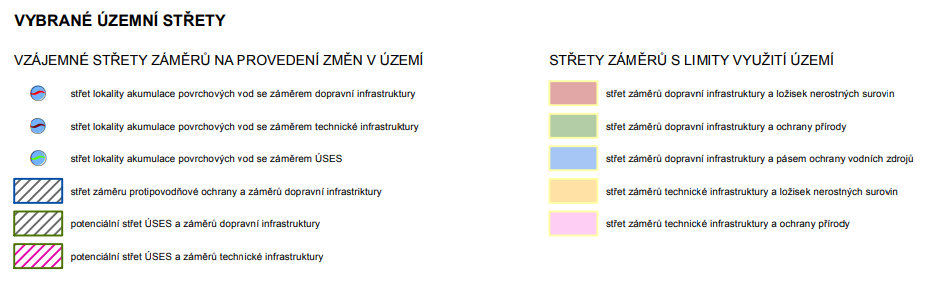 VYBRANÉ ÚZEMNÍ STŘETY
VZÁJEMNÉ STŘETY ZÁMĚRŮ NA PROVEDENÍ ZMĚN V ÚZEMÍ
střet lokality akumulace povrchových vod se záměrem dopravní infrastruktury
střet lokality akumulace povrchových vod se záměrem technické infrastruktury
střet lokality akumulace povrchových vod se záměrem ÚSES
střet záměru protipovodňové ochrany a záměrů dopravní infrastriktury
potenciální střet ÚSES a záměrů dopravní infrastruktury
potenciální střet ÚSES a záměrů technické infrastruktury
STŘETY ZÁMĚRŮ S LIMITY VYUŽITÍ ÚZEMÍ
střet záměrů dopravní infrastruktury a ložisek nerostných surovin
střet záměrů dopravní infrastruktury a ochrany přírody
střet záměrů dopravní infrastruktury a pásem ochrany vodních zdrojů
střet záměrů technické infrastruktury a ložisek nerostných surovin
střet záměrů technické infrastruktury a ochrany přírody